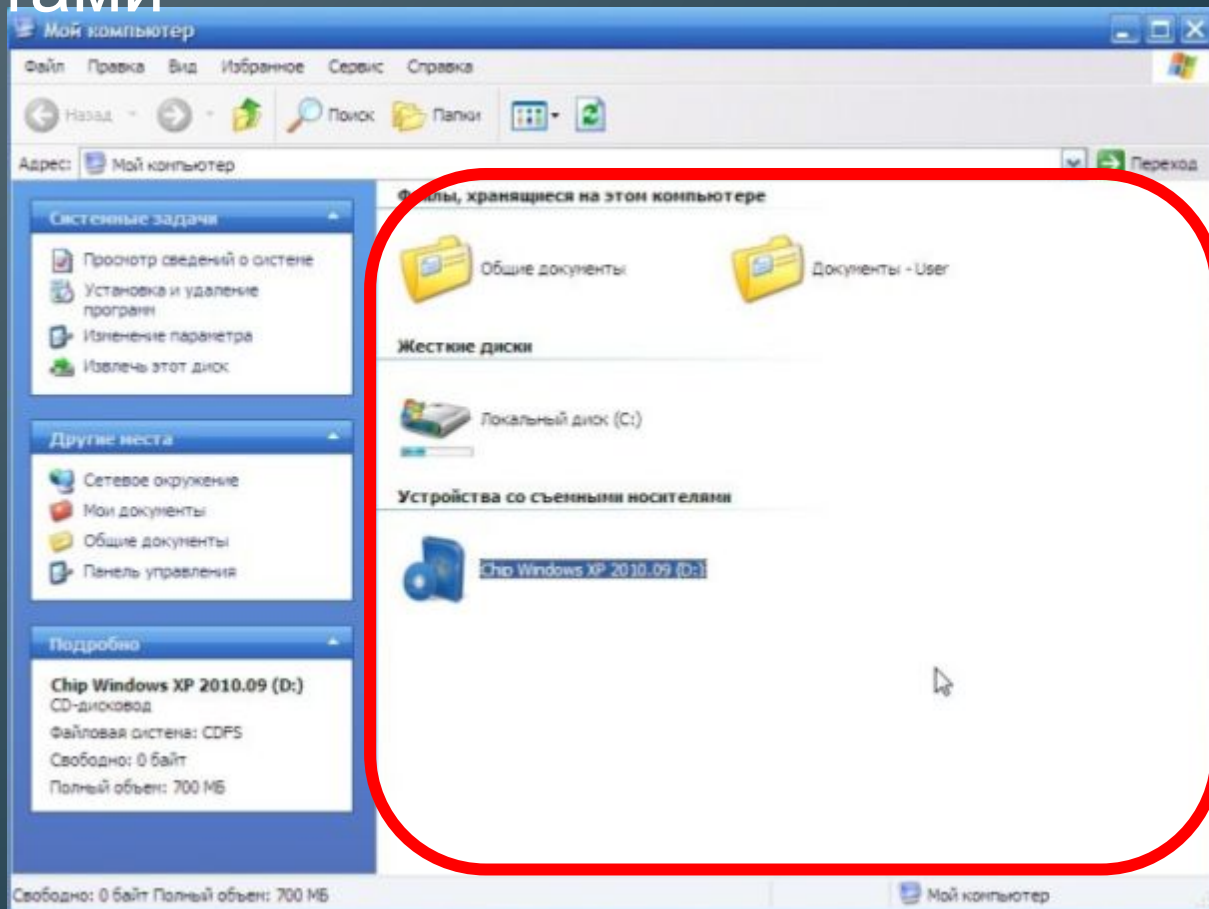 тами
Мой компьютер
Файл Правка Вид Избранное Сервис Справка
Назад Поиск Папки
Адрес: Мой компьютер Переход
Системные задачи
Просмотр сведений о системе
Установка и удаление
программ
Изменение параметра
Извлечь этот диск
Другие места
Сетевое окружение
Мои документы
Общие документы
Панель управления
Подробно
Chip Windows XP 2010.09 (D:)
CD-дисковод
Файловая система: CDFS
Свободно: 0 байт
Полный объем: 700 МБ
Файлы, хранящиеся на этом компьютере
Общие документы
Документы - User
Жесткие диски
Локальный диск (C:)
Устройства со съемными носителями
Chip Windows XP 2010.09 (D:)
Свободно: 0 байт Полный объем: 700 МБ
Мой компьютер